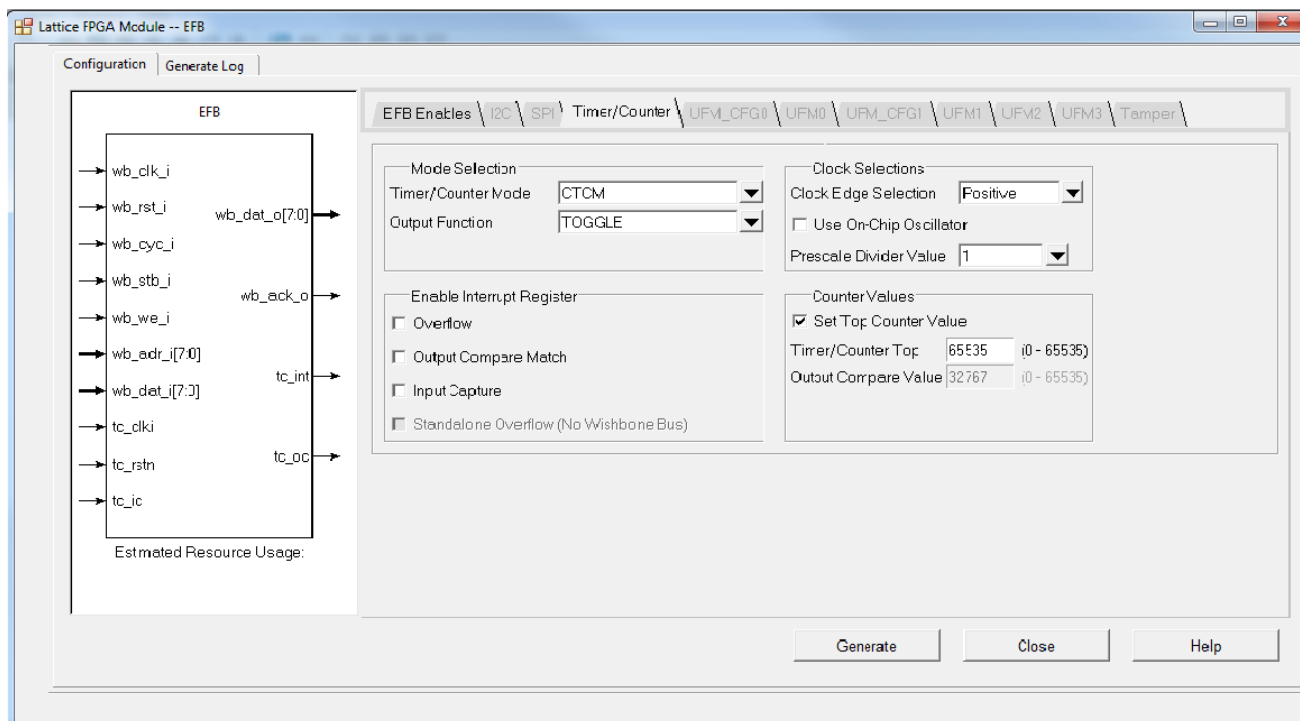 Lattice FPGA Module -- EFB
Configuration Generate Log
EFB
wb_clk_i
wb_rst_i
wb_dat_o[7:0]
wb_cyc_i
wb_stb_i
wb_ack_o
wb_we_i
wb_adr_i[7:0]
tc_int
wb_dat_i[7:0]
tc_clki
tc_rstn
tc_oc
tc_ic
Estimated Resource Usage:
EFB Enables I2C SPI Timer/Counter UFM_CFG0 UFM0 UFM_CFG1 UFM1 UFM2 UFM3 Tamper
Mode Selection
Timer/Counter Mode CTCM
Output Function TOGGLE
Clock Selections
Clock Edge Selection Positive
Use On-Chip Oscillator
Prescale Divider Value 1
Enable Interrupt Register
Overflow
Output Compare Match
Input Capture
Standalone Overflow (No Wishbone Bus)
Counter Values
Set Top Counter Value
Timer/Counter Top 65535 (0 - 65535)
Output Compare Value 32767 (0 - 65535)
Generate Close Help